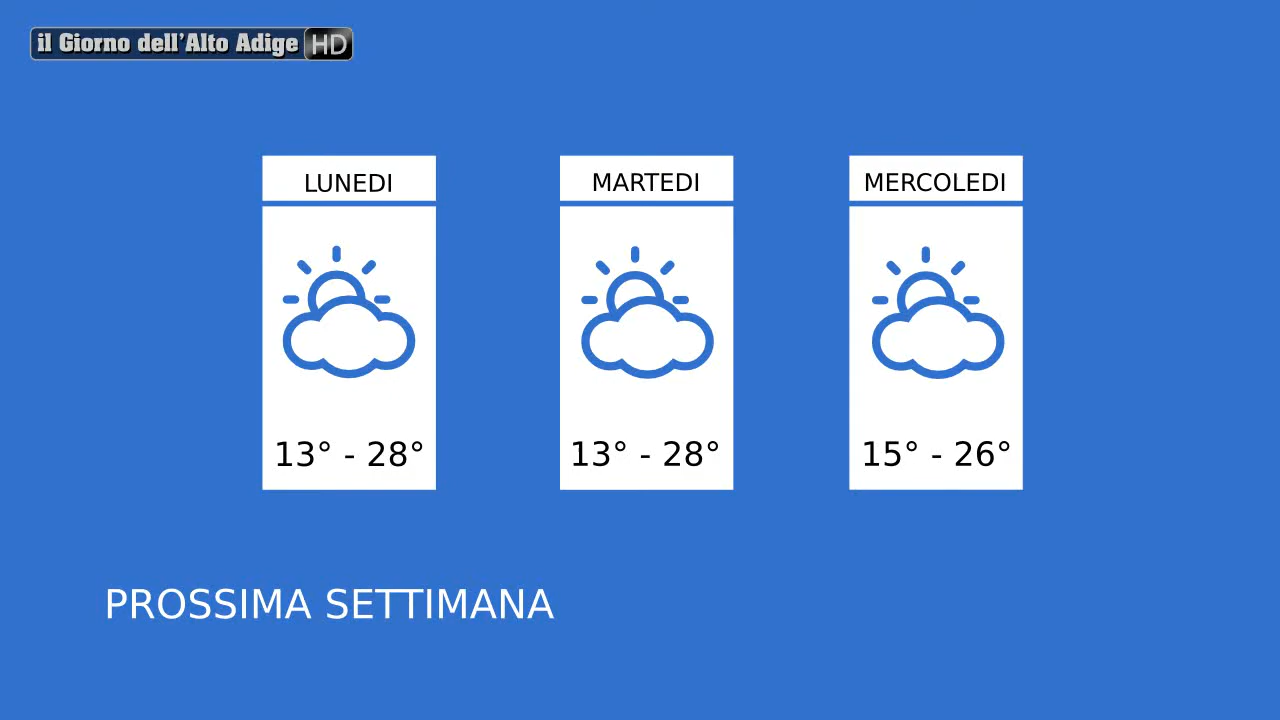 il Giorno dell'Alto Adige HD
LUNEDI
MARTEDI
MERCOLEDI
13° - 28°
13° - 28°
15° - 26°
PROSSIMA SETTIMANA